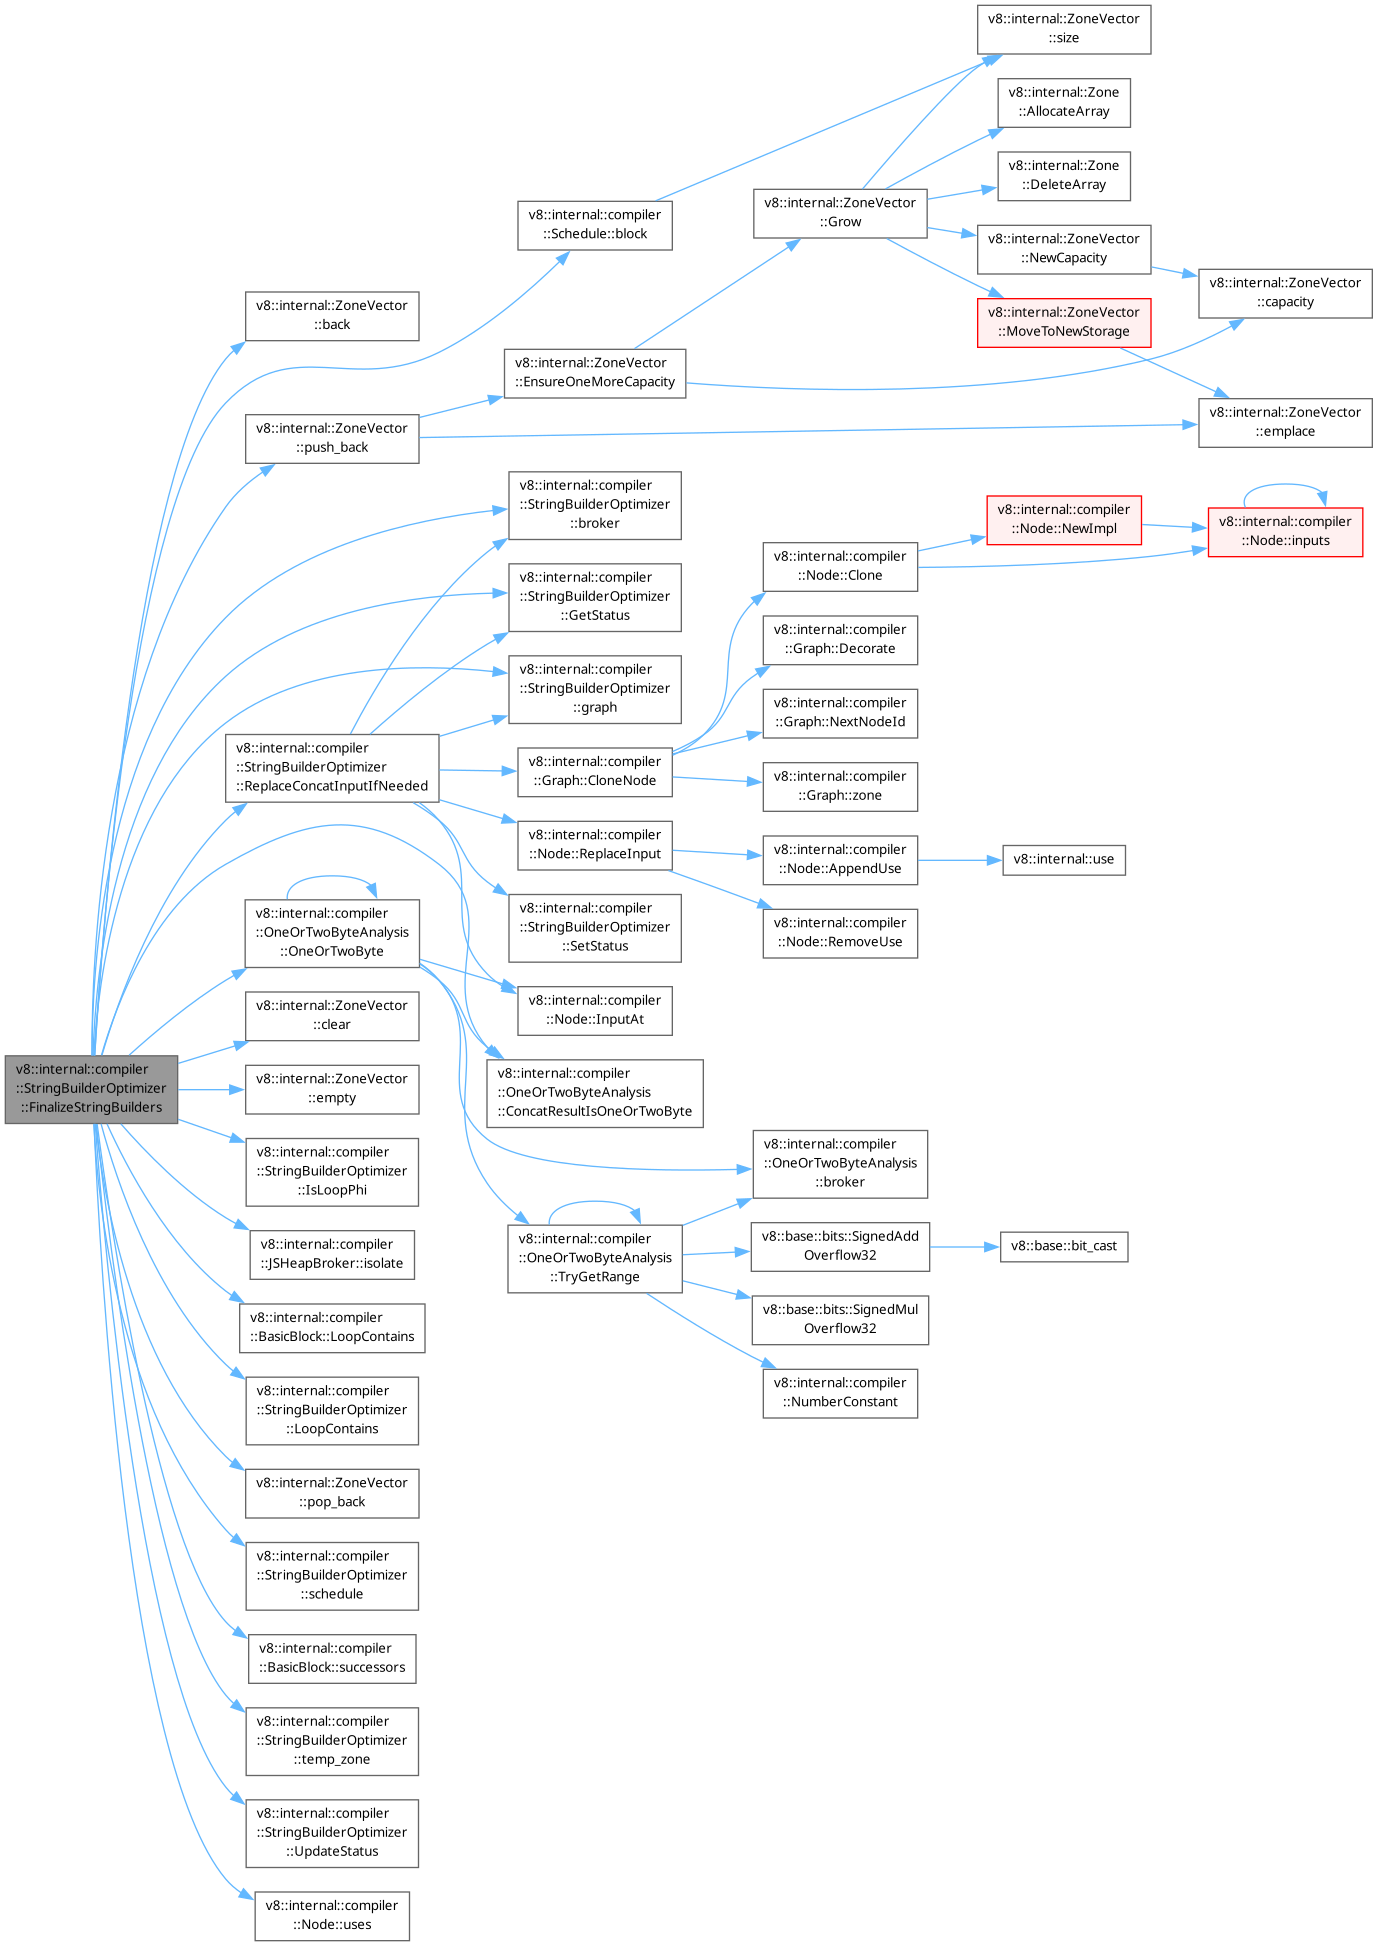 v8::internal::compiler
::StringBuilderOptimizer
::FinalizeStringBuilders
v8::internal::ZoneVector
::back
v8::internal::compiler
::Schedule::block
v8::internal::ZoneVector
::size
v8::internal::ZoneVector
::push_back
v8::internal::ZoneVector
::EnsureOneMoreCapacity
v8::internal::ZoneVector
::Grow
v8::internal::Zone
::AllocateArray
v8::internal::Zone
::DeleteArray
v8::internal::ZoneVector
::NewCapacity
v8::internal::ZoneVector
::MoveToNewStorage
v8::internal::ZoneVector
::capacity
v8::internal::ZoneVector
::emplace
v8::internal::compiler
::StringBuilderOptimizer
::broker
v8::internal::compiler
::StringBuilderOptimizer
::GetStatus
v8::internal::compiler
::StringBuilderOptimizer
::graph
v8::internal::compiler
::StringBuilderOptimizer
::ReplaceConcatInputIfNeeded
v8::internal::compiler
::Graph::CloneNode
v8::internal::compiler
::Node::Clone
v8::internal::compiler
::Node::NewImpl
v8::internal::compiler
::Node::inputs
v8::internal::compiler
::Graph::Decorate
v8::internal::compiler
::Graph::NextNodeId
v8::internal::compiler
::Graph::zone
v8::internal::compiler
::Node::ReplaceInput
v8::internal::compiler
::Node::AppendUse
v8::internal::use
v8::internal::compiler
::Node::RemoveUse
v8::internal::compiler
::StringBuilderOptimizer
::SetStatus
v8::internal::compiler
::Node::InputAt
v8::internal::compiler
::OneOrTwoByteAnalysis
::OneOrTwoByte
v8::internal::compiler
::OneOrTwoByteAnalysis
::ConcatResultIsOneOrTwoByte
v8::internal::compiler
::OneOrTwoByteAnalysis
::broker
v8::internal::compiler
::OneOrTwoByteAnalysis
::TryGetRange
v8::base::bits::SignedAdd
Overflow32
v8::base::bit_cast
v8::base::bits::SignedMul
Overflow32
v8::internal::compiler
::NumberConstant
v8::internal::ZoneVector
::clear
v8::internal::ZoneVector
::empty
v8::internal::compiler
::StringBuilderOptimizer
::IsLoopPhi
v8::internal::compiler
::JSHeapBroker::isolate
v8::internal::compiler
::BasicBlock::LoopContains
v8::internal::compiler
::StringBuilderOptimizer
::LoopContains
v8::internal::ZoneVector
::pop_back
v8::internal::compiler
::StringBuilderOptimizer
::schedule
v8::internal::compiler
::BasicBlock::successors
v8::internal::compiler
::StringBuilderOptimizer
::temp_zone
v8::internal::compiler
::StringBuilderOptimizer
::UpdateStatus
v8::internal::compiler
::Node::uses